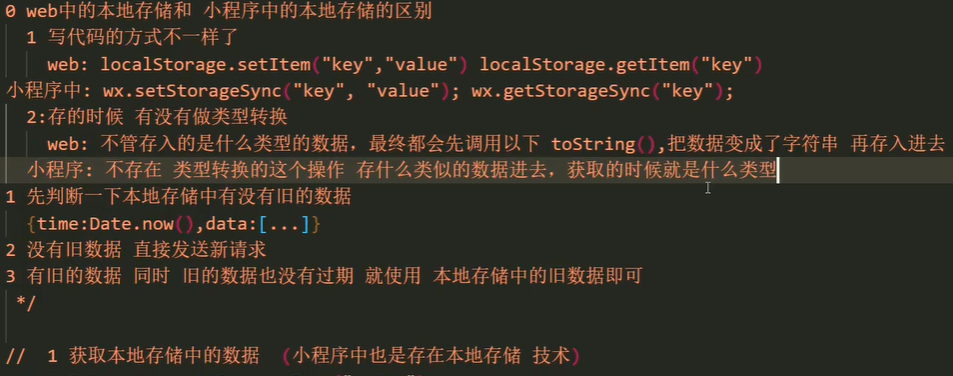 0 web中的本地存储和 小程序中的本地存储的区别
1 写代码的方式不一样了
web: localStorage.setItem("key","value") localStorage.getItem("key")
小程序中: wx.setStorageSync("key", "value"); wx.getStorageSync("key");
2:存的时候 有没有做类型转换
web: 不管存入的是什么类型的数据，最终都会先调用以下 toString(),把数据变成了字符串 再存入进去
小程序: 不存在 类型转换的这个操作 存什么类似的数据进去，获取的时候就是什么类型
1 先判断一下本地存储中有没有旧的数据
{time:Date.now(),data:[...]}
2 没有旧数据 直接发送新请求
3 有旧的数据 同时 旧的数据也没有过期 就使用 本地存储中的旧数据即可
*/
// 1 获取本地存储中的数据 (小程序中也是存在本地存储 技术)